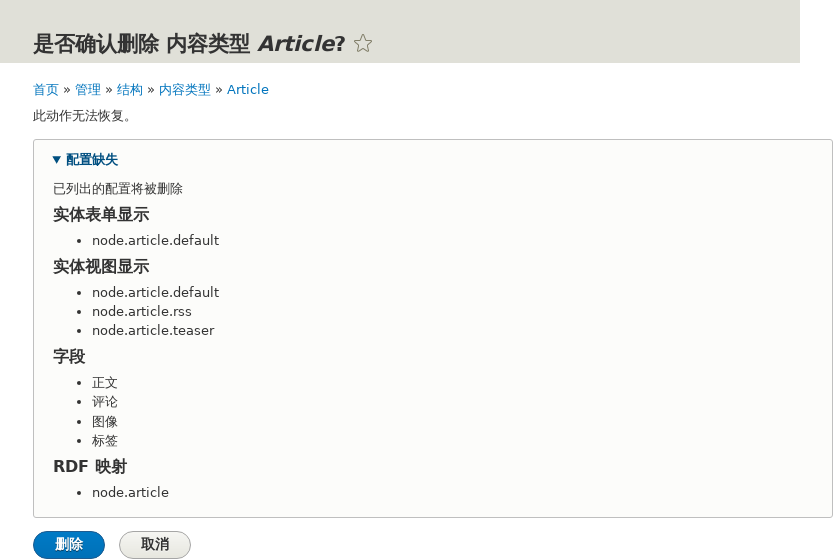 是否确认删除 内容类型 Article?
首页 » 管理 » 结构 » 内容类型 » Article
此动作无法恢复。
▼ 配置缺失
已列出的配置将被删除
实体表单显示
• node.article.default
实体视图显示
• node.article.default
• node.article.rss
• node.article.teaser
字段
• 正文
• 评论
• 图像
• 标签
RDF 映射
• node.article
删除 取消